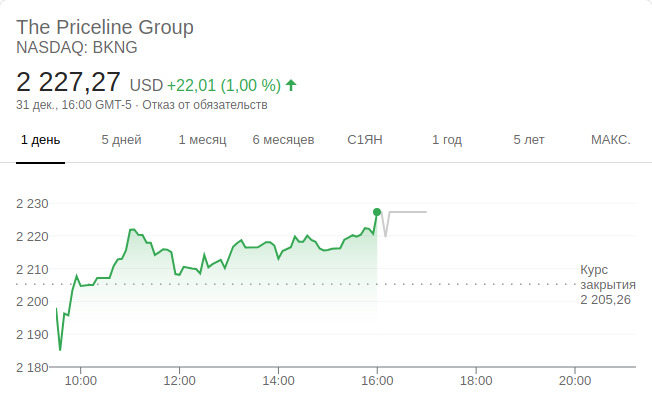 The Priceline Group
NASDAQ: BKNG
2 227,27 USD +22,01 (1,00 %)
31 дек., 16:00 GMT-5 · Отказ от обязательств
1 день 5 дней 1 месяц 6 месяцев С1ЯН 1 год 5 лет МАКС.
2 230
2 220
2 210
Курс
закрытия
2 205,26
2 200
2 190
2 180
10:00 12:00 14:00 16:00 18:00 20:00